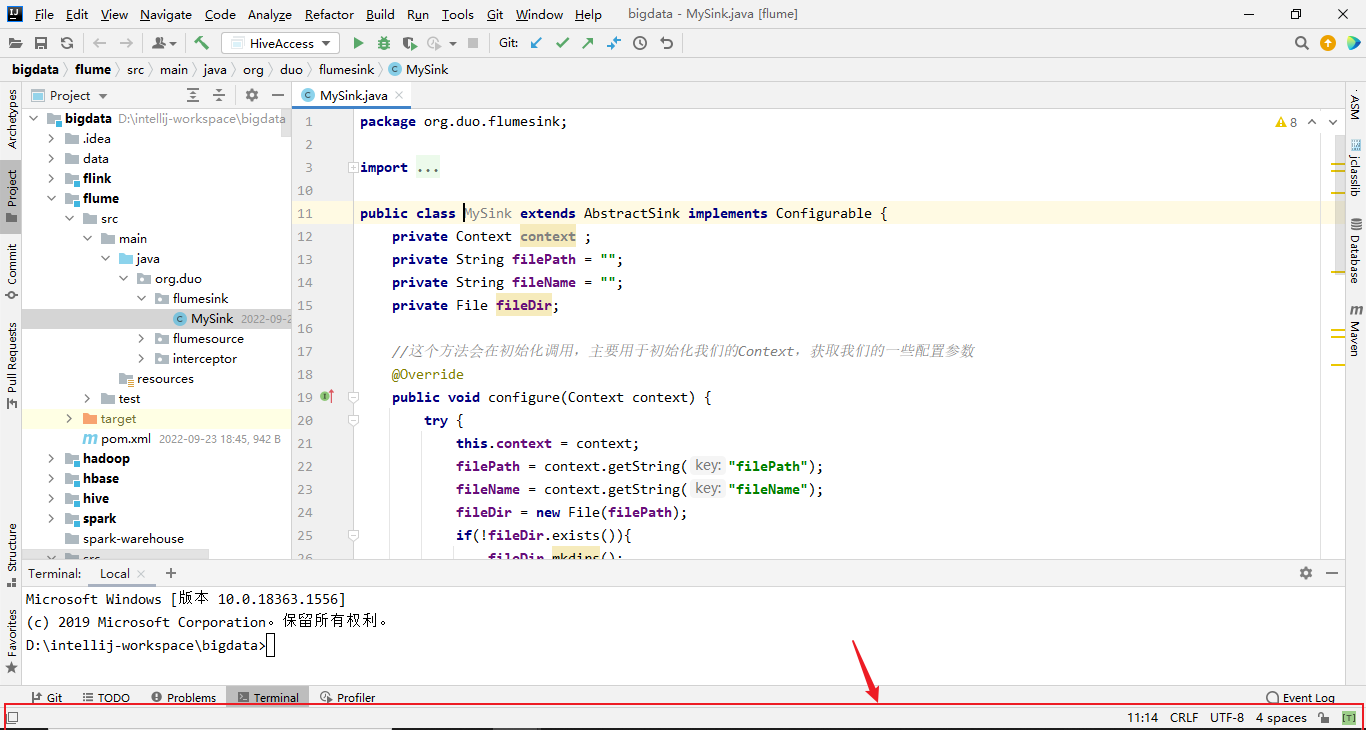 File Edit View Navigate Code Analyze Refactor Build Run Tools Git Window Help bigdata - MySink.java [flume]
HiveAccess Git:
bigdata flume src main java org duo flumesink MySink
Project
MySink.java
Archetypes
Project
Commit
Pull Requests
Structure
Favorites
bigdata D:\intellij-workspace\bigdata
.idea
data
flink
flume
src
main
java
org.duo
flumesink
MySink 2022-09-2
flumesource
interceptor
resources
test
target
pom.xml 2022-09-23 18:45, 942 B
hadoop
hbase
hive
spark
spark-warehouse
src
1 package org.duo.flumesink;
2
3 import ...
10
11 public class MySink extends AbstractSink implements Configurable {
12 private Context context ;
13 private String filePath = "";
14 private String fileName = "";
15 private File fileDir;
16
17 //这个方法会在初始化调用，主要用于初始化我们的Context，获取我们的一些配置参数
18 @Override
19 public void configure(Context context) {
20 try {
21 this.context = context;
22 filePath = context.getString( key: "filePath");
23 fileName = context.getString( key: "fileName");
24 fileDir = new File(filePath);
25 if(!fileDir.exists()){
26 fileDir.mkdirs();
8
ASM
jclasslib
Database
Maven
Terminal: Local
Microsoft Windows [版本 10.0.18363.1556]
(c) 2019 Microsoft Corporation。保留所有权利。
D:\intellij-workspace\bigdata>
Git TODO Problems Terminal Profiler Event Log
11:14 CRLF UTF-8 4 spaces [T]